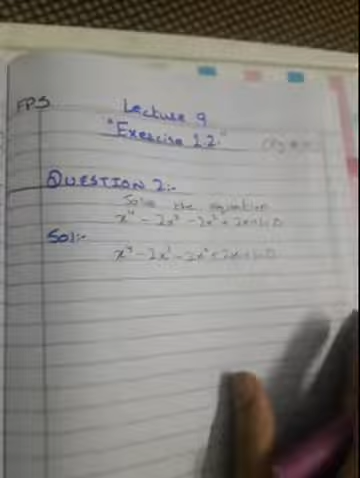 FPS
Lecture 9
"Exercise 1.2"
QUESTION 2:-
Solve the equation
x⁴ - 2x³ - 2x² + 2x + 1 = 0
Sol:-
x⁴ - 2x³ - 2x² + 2x + 1 = 0